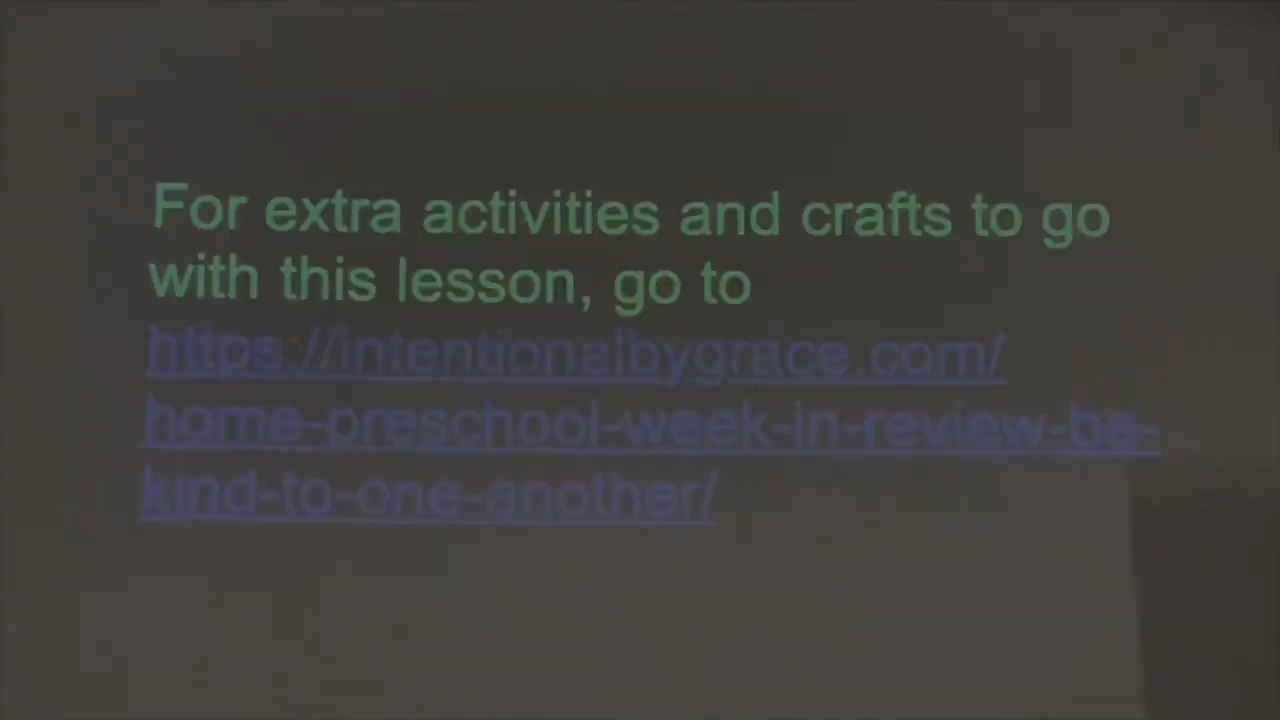 For extra activities and crafts to go
with this lesson, go to
https://intentionalbygrace.com/
home-preschool-week-in-review-be-
kind-to-one-another/